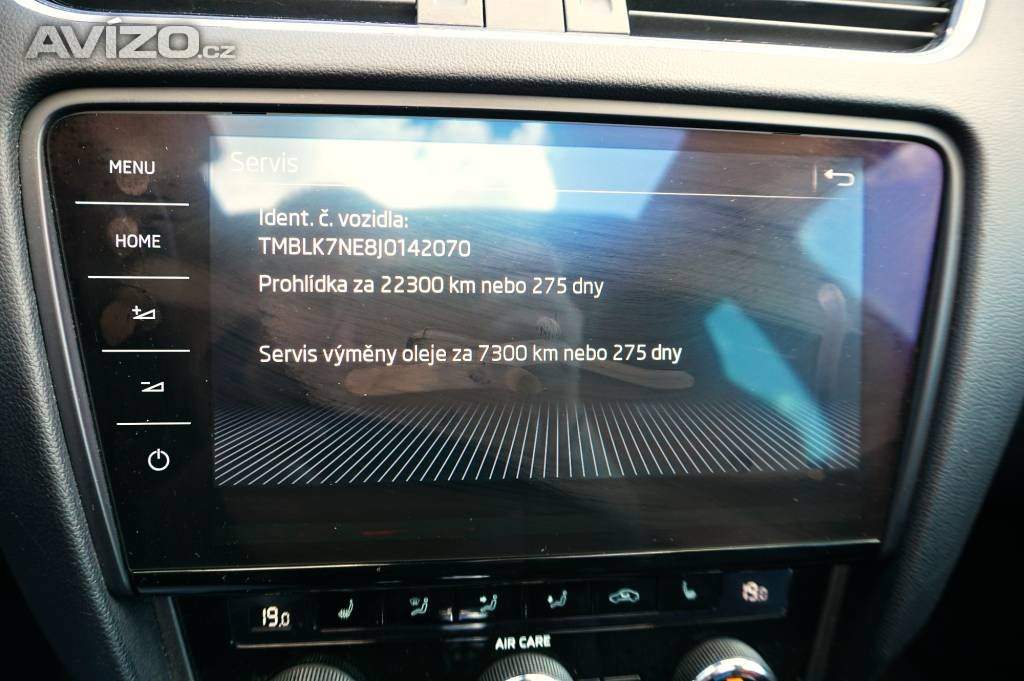 AVÍZO.cz
MENU
Servis
HOME
Ident. č. vozidla:
TMBLK7NE8J0142070
Prohlídka za 22300 km nebo 275 dny
Servis výměny oleje za 7300 km nebo 275 dny
19.0
19.0
AIR CARE